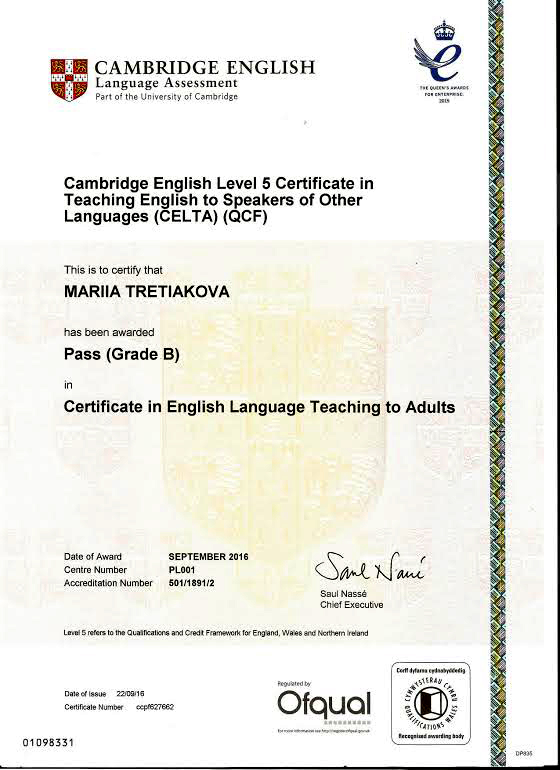 CAMBRIDGE ENGLISH
Language Assessment
Part of the University of Cambridge
THE QUEEN'S AWARDS
FOR ENTERPRISE:
2015
Cambridge English Level 5 Certificate in
Teaching English to Speakers of Other
Languages (CELTA) (QCF)
This is to certify that
MARIIA TRETIAKOVA
has been awarded
Pass (Grade B)
in
Certificate in English Language Teaching to Adults
Date of Award SEPTEMBER 2016
Centre Number PL001
Accreditation Number 501/1891/2
Saul Nassé
Saul Nassé
Chief Executive
Level 5 refers to the Qualifications and Credit Framework for England, Wales and Northern Ireland
Date of Issue 22/09/16
Certificate Number ccpf627662
Regulated by
Ofqual
For more information see http://register.ofqual.gov.uk
Corff dyfarnu cydnabyddedig
CYMWYSTERAU CYMRU
QUALIFICATIONS WALES
Recognised awarding body
01098331
DP835